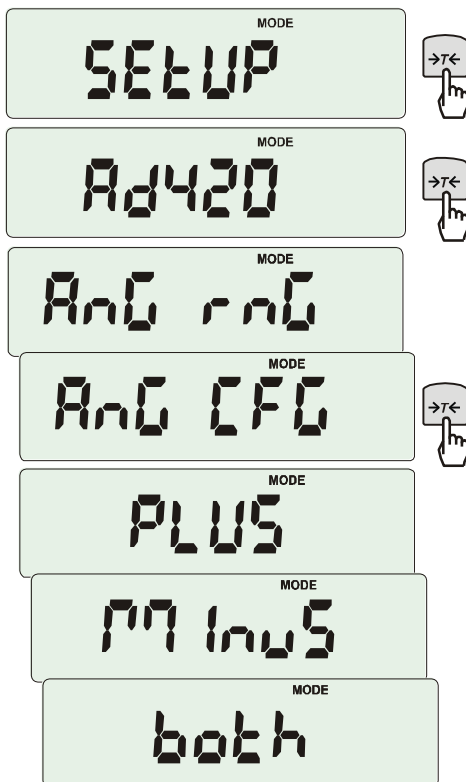 MODE
SEtUP
→T←
MODE
Ad420
→T←
MODE
AnG rnG
MODE
AnG CFG
→T←
MODE
PLUS
MODE
MInuS
MODE
both